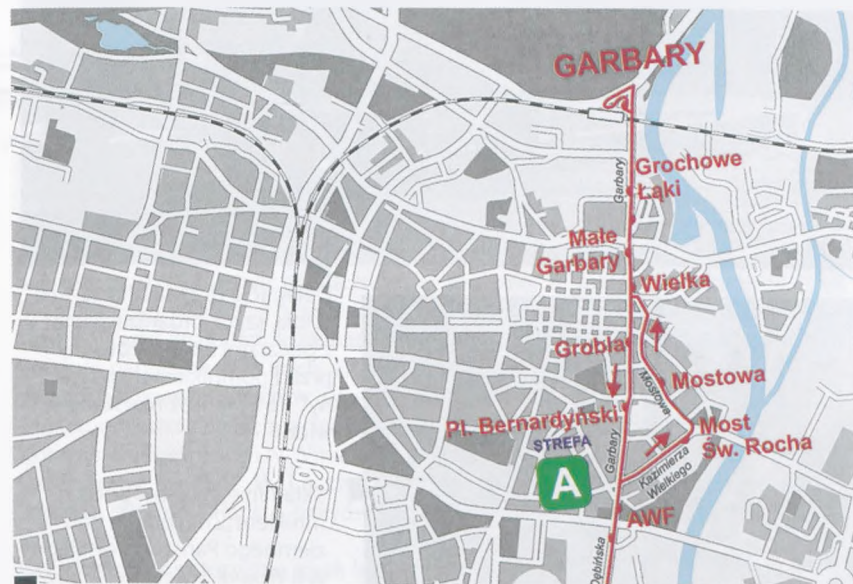 GARBARY
Garbary
Grochowe
Łąki
Małe
Garbary
Wielka
Grobla
Mostowa
Mostowa
Pl. Bernardyński
Most
Św. Rocha
STREFA
A
Garbary
Kazimierza
Wielkiego
AWF
Dębińska